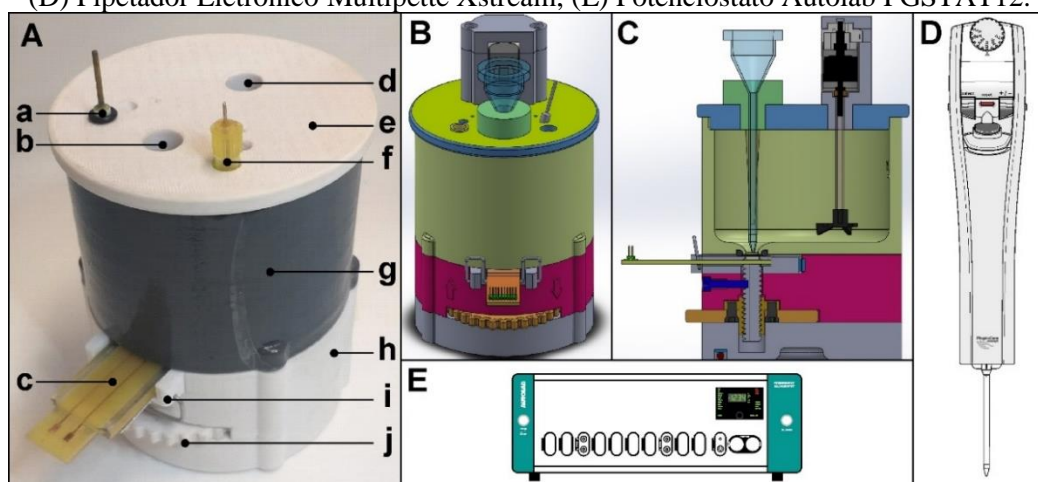 (D) Pipetador Eletrônico Multipette Xstream; (E) Potenciostato Autolab PGSTAT12.
A B C D
a d
b e
f
g
c h
i
j
E
AUTOLAB